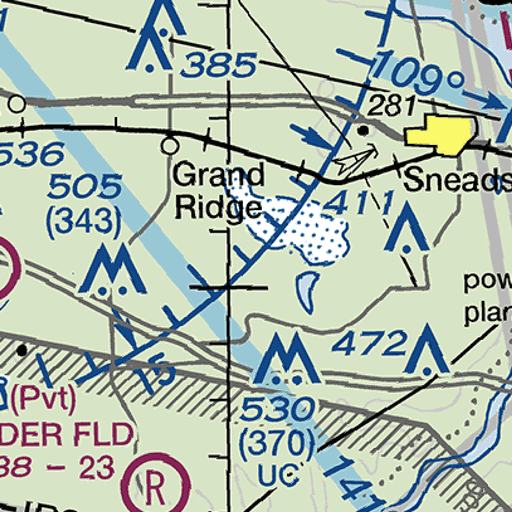 385
109°
281
536
505
(343)
Grand
Ridge
Sneads
411
pow
plan
472
15
530
(370)
UC
(Pvt)
DER FLD
38 – 23
R
141